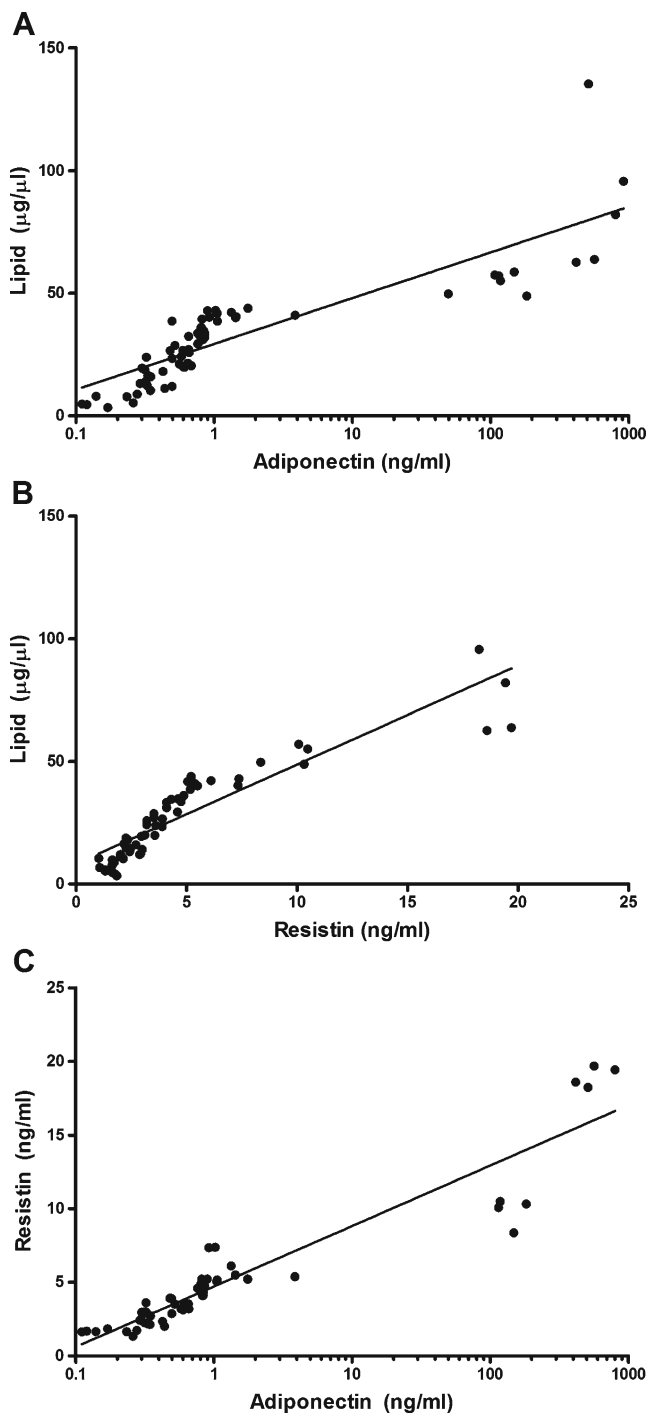 A
150
100
50
0
Lipid (μg/μl)
0.1 1 10 100 1000
Adiponectin (ng/ml)
B
150
100
50
0
Lipid (μg/μl)
0 5 10 15 20 25
Resistin (ng/ml)
C
25
20
15
10
5
0
Resistin (ng/ml)
0.1 1 10 100 1000
Adiponectin (ng/ml)